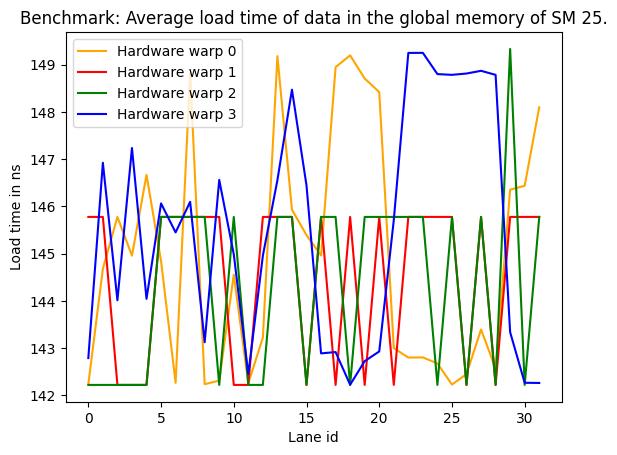 Benchmark: Average load time of data in the global memory of SM 25.
Hardware warp 0
Hardware warp 1
Hardware warp 2
Hardware warp 3
Load time in ns
149
148
147
146
145
144
143
142
0 5 10 15 20 25 30
Lane id